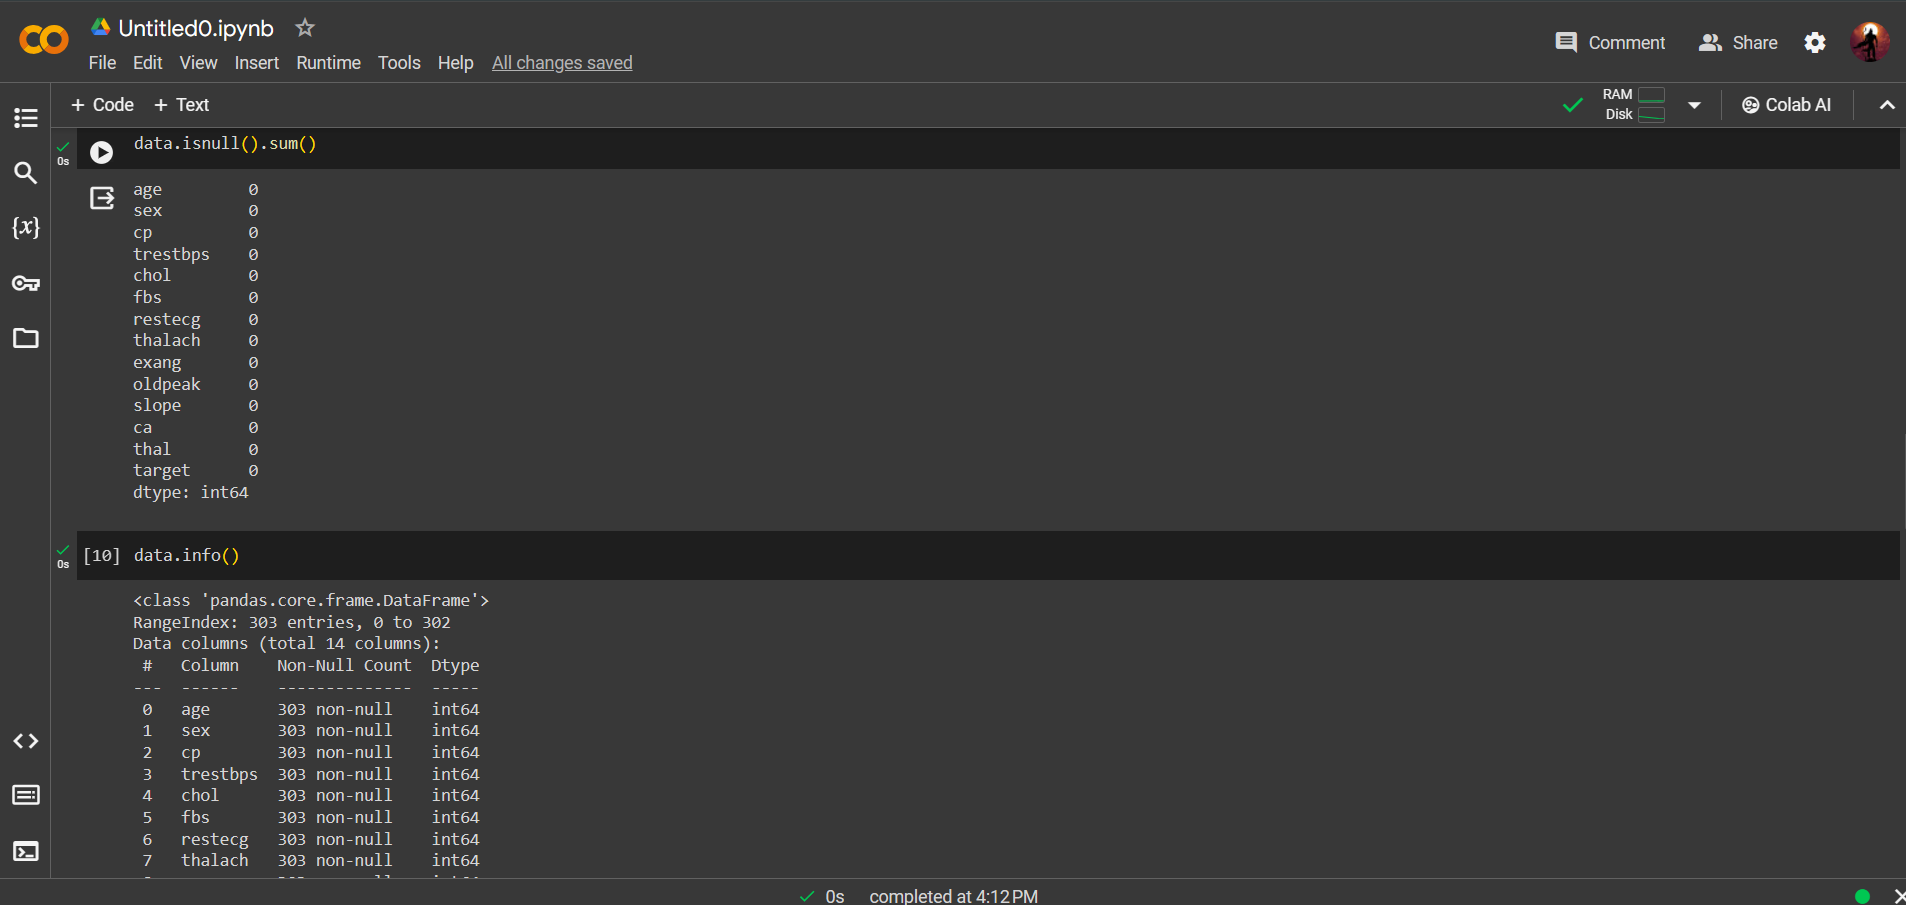 Untitled0.ipynb
Comment
Share
File Edit View Insert Runtime Tools Help All changes saved
+ Code + Text
RAM
Disk
Colab AI
0s
data.isnull().sum()
age 0
sex 0
cp 0
trestbps 0
chol 0
fbs 0
restecg 0
thalach 0
exang 0
oldpeak 0
slope 0
ca 0
thal 0
target 0
dtype: int64
{x}
0s
[10] data.info()
<class 'pandas.core.frame.DataFrame'>
RangeIndex: 303 entries, 0 to 302
Data columns (total 14 columns):
# Column Non-Null Count Dtype
--- ------ -------------- -----
0 age 303 non-null int64
1 sex 303 non-null int64
2 cp 303 non-null int64
3 trestbps 303 non-null int64
4 chol 303 non-null int64
5 fbs 303 non-null int64
6 restecg 303 non-null int64
7 thalach 303 non-null int64
0s completed at 4:12 PM